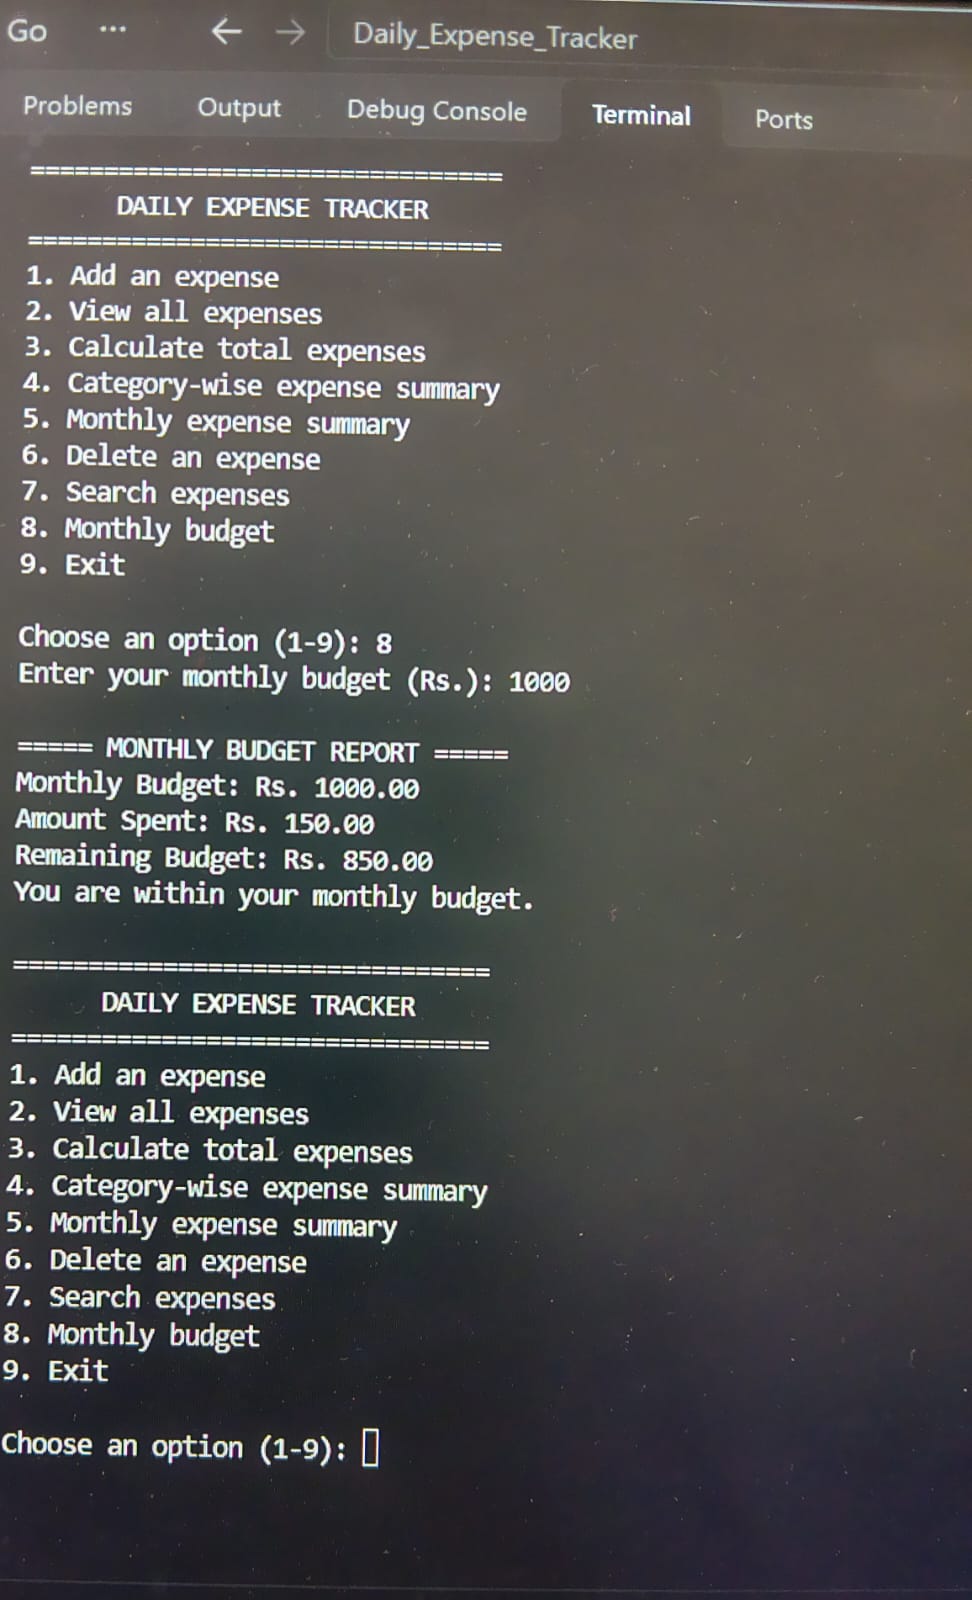 Go ... ← → Daily_Expense_Tracker
Problems Output Debug Console Terminal Ports
================================
DAILY EXPENSE TRACKER
================================
1. Add an expense
2. View all expenses
3. Calculate total expenses
4. Category-wise expense summary
5. Monthly expense summary
6. Delete an expense
7. Search expenses
8. Monthly budget
9. Exit
Choose an option (1-9): 8
Enter your monthly budget (Rs.): 1000
===== MONTHLY BUDGET REPORT =====
Monthly Budget: Rs. 1000.00
Amount Spent: Rs. 150.00
Remaining Budget: Rs. 850.00
You are within your monthly budget.
================================
DAILY EXPENSE TRACKER
================================
1. Add an expense
2. View all expenses
3. Calculate total expenses
4. Category-wise expense summary
5. Monthly expense summary
6. Delete an expense
7. Search expenses
8. Monthly budget
9. Exit
Choose an option (1-9):